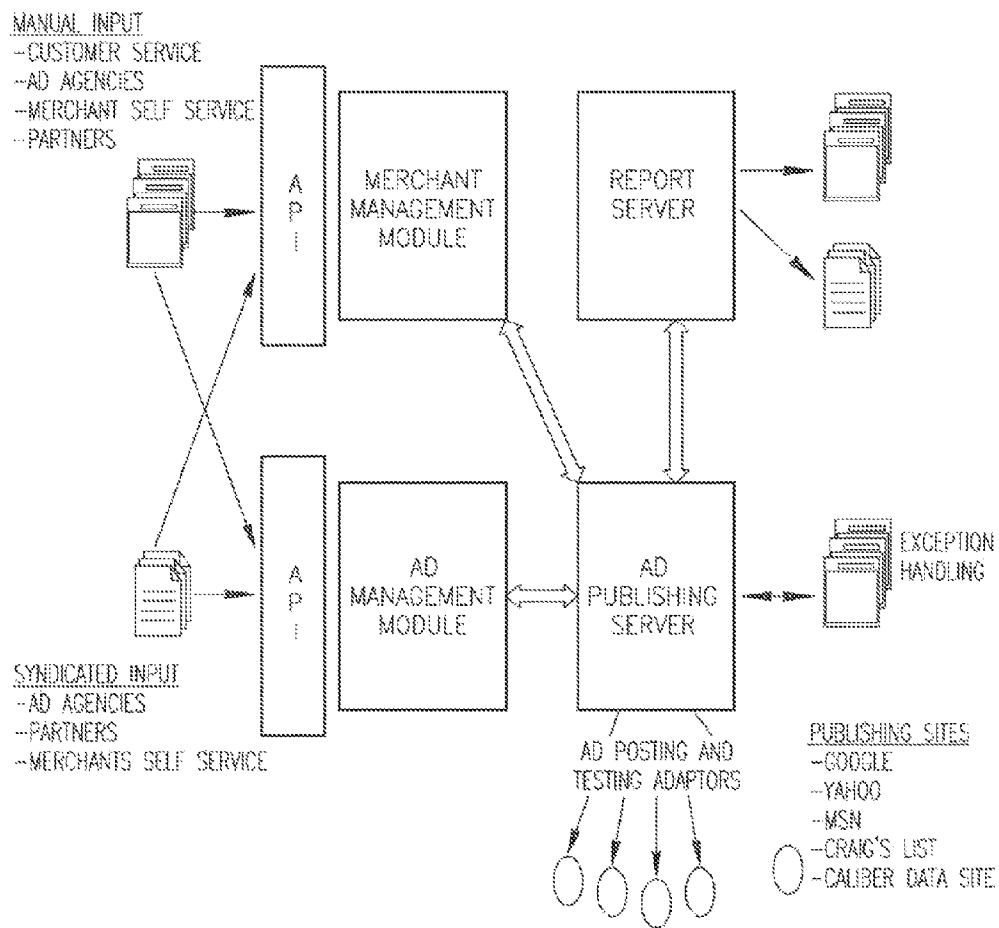 MANUAL INPUT
-CUSTOMER SERVICE
-AD AGENCIES
-MERCHANT SELF SERVICE
-PARTNERS
API
MERCHANT
MANAGEMENT
MODULE
REPORT
SERVER
API
AD
MANAGEMENT
MODULE
AD
PUBLISHING
SERVER
EXCEPTION
HANDLING
SYNDICATED INPUT
-AD AGENCIES
-PARTNERS
-MERCHANTS SELF SERVICE
AD POSTING AND
TESTING ADAPTORS
PUBLISHING SITES
-GOOGLE
-YAHOO
-MSN
-CRAIG'S LIST
-CALIBER DATA SITE